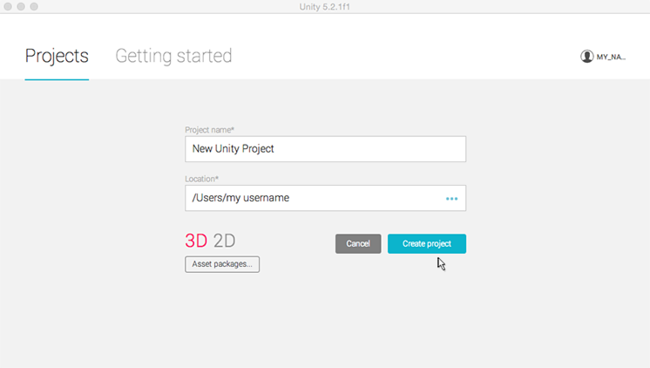 Unity 5.2.1f1
Projects Getting started MY_NA...
Project name*
New Unity Project
Location*
/Users/my username
3D 2D Cancel Create project
Asset packages...